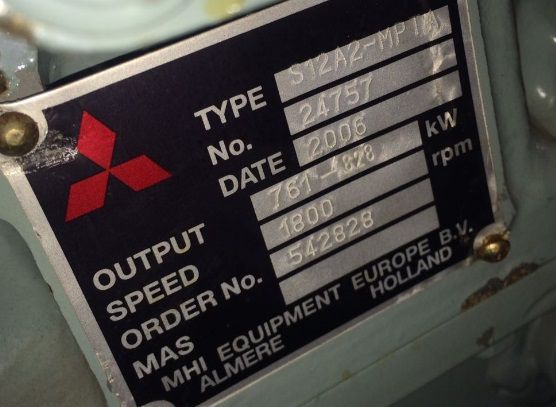 TYPE S12A2-MPTA
No. 24757
DATE 2006
OUTPUT 761-828 kW
SPEED 1800 rpm
ORDER No. 542828
MAS
MHI EQUIPMENT EUROPE B.V.
ALMERE HOLLAND